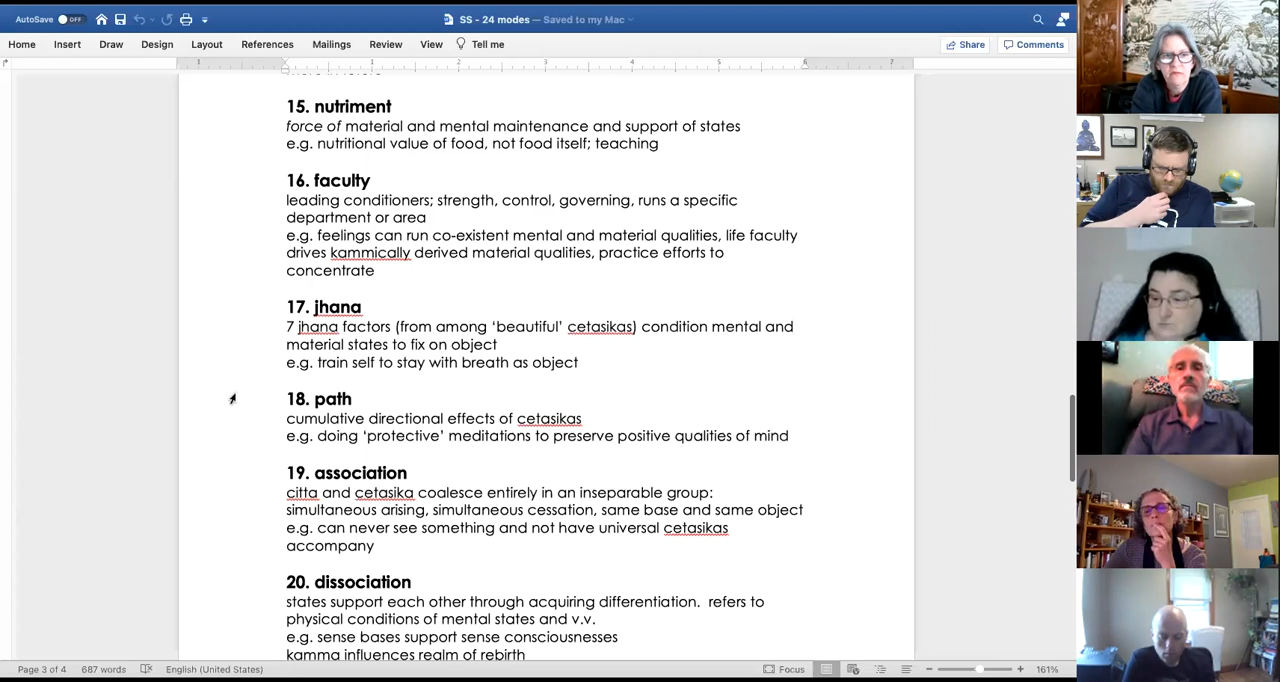 AutoSave OFF SS - 24 modes — Saved to my Mac
Home Insert Draw Design Layout References Mailings Review View Tell me Share Comments
1 1 2 3 4 5 6 7
15. nutriment
force of material and mental maintenance and support of states
e.g. nutritional value of food, not food itself; teaching
16. faculty
leading conditioners; strength, control, governing, runs a specific
department or area
e.g. feelings can run co-existent mental and material qualities, life faculty
drives kammically derived material qualities, practice efforts to
concentrate
17. jhana
7 jhana factors (from among ‘beautiful’ cetasikas) condition mental and
material states to fix on object
e.g. train self to stay with breath as object
18. path
cumulative directional effects of cetasikas
e.g. doing ‘protective’ meditations to preserve positive qualities of mind
19. association
citta and cetasika coalesce entirely in an inseparable group:
simultaneous arising, simultaneous cessation, same base and same object
e.g. can never see something and not have universal cetasikas
accompany
20. dissociation
states support each other through acquiring differentiation. refers to
physical conditions of mental states and v.v.
e.g. sense bases support sense consciousnesses
kamma influences realm of rebirth
Page 3 of 4 687 words English (United States) Focus 161%